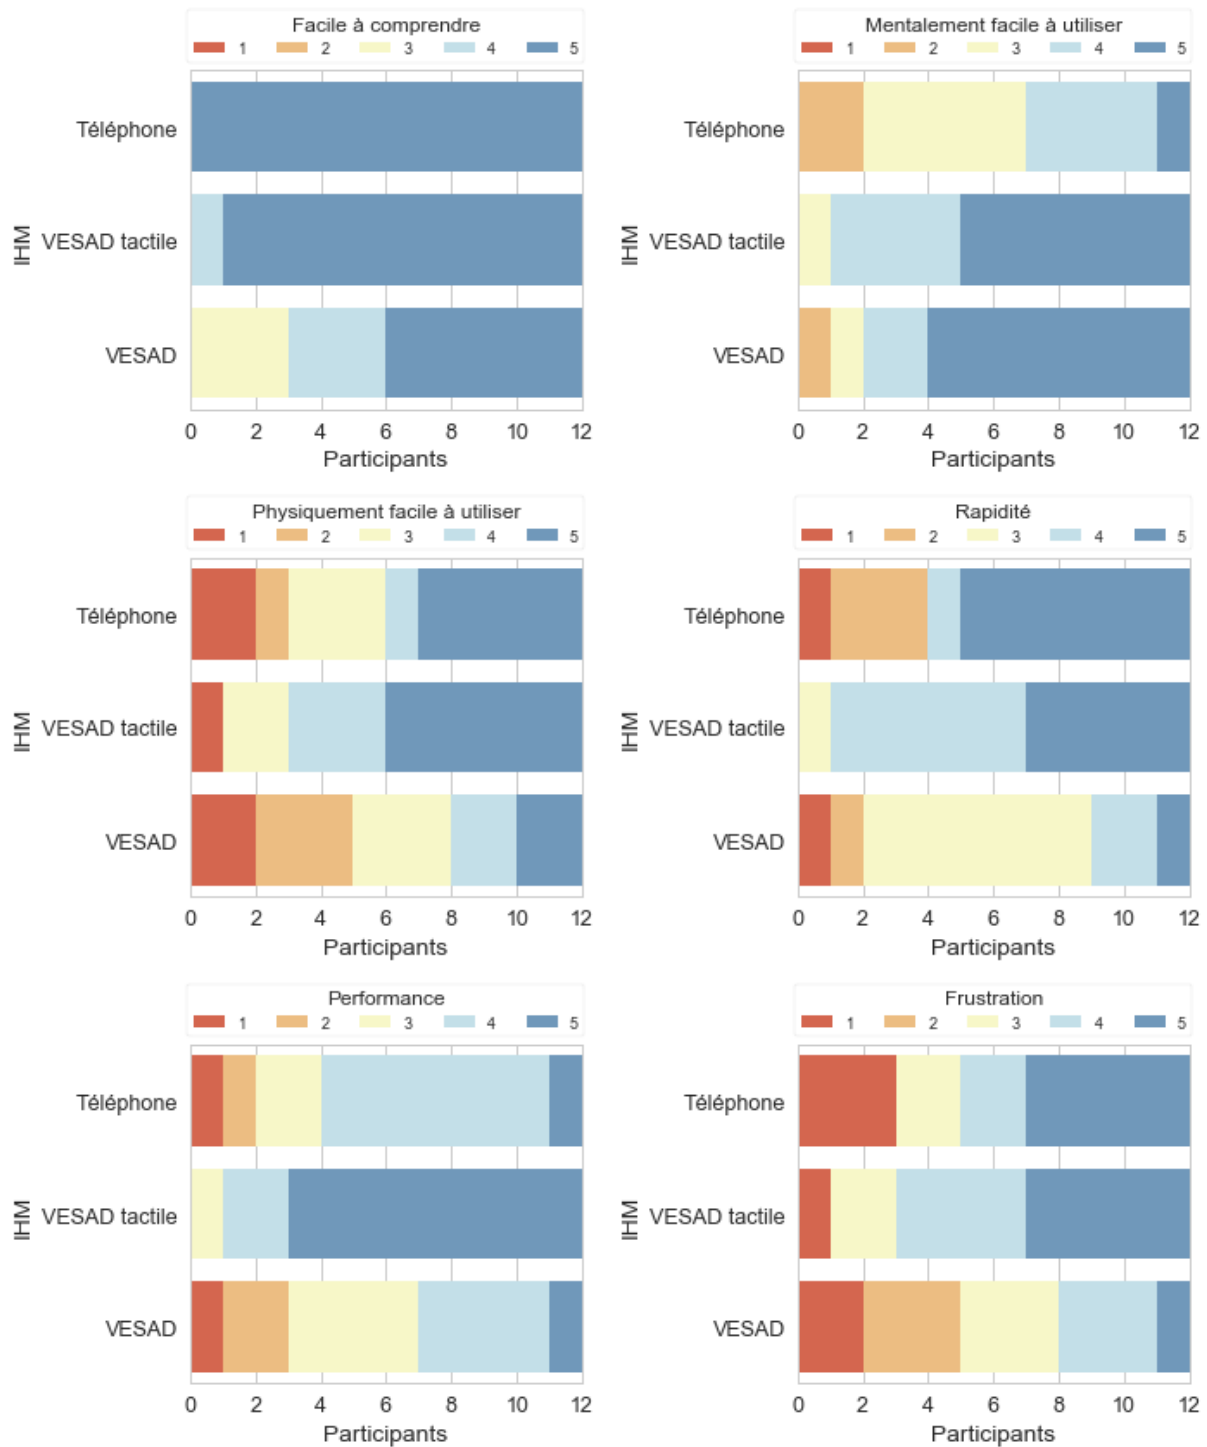 Facile à comprendre
1 2 3 4 5
Téléphone
VESAD tactile
VESAD
IHM
0 2 4 6 8 10 12
Participants
Mentalement facile à utiliser
1 2 3 4 5
Téléphone
VESAD tactile
VESAD
IHM
0 2 4 6 8 10 12
Participants
Physiquement facile à utiliser
1 2 3 4 5
Téléphone
VESAD tactile
VESAD
IHM
0 2 4 6 8 10 12
Participants
Rapidité
1 2 3 4 5
Téléphone
VESAD tactile
VESAD
IHM
0 2 4 6 8 10 12
Participants
Performance
1 2 3 4 5
Téléphone
VESAD tactile
VESAD
IHM
0 2 4 6 8 10 12
Participants
Frustration
1 2 3 4 5
Téléphone
VESAD tactile
VESAD
IHM
0 2 4 6 8 10 12
Participants